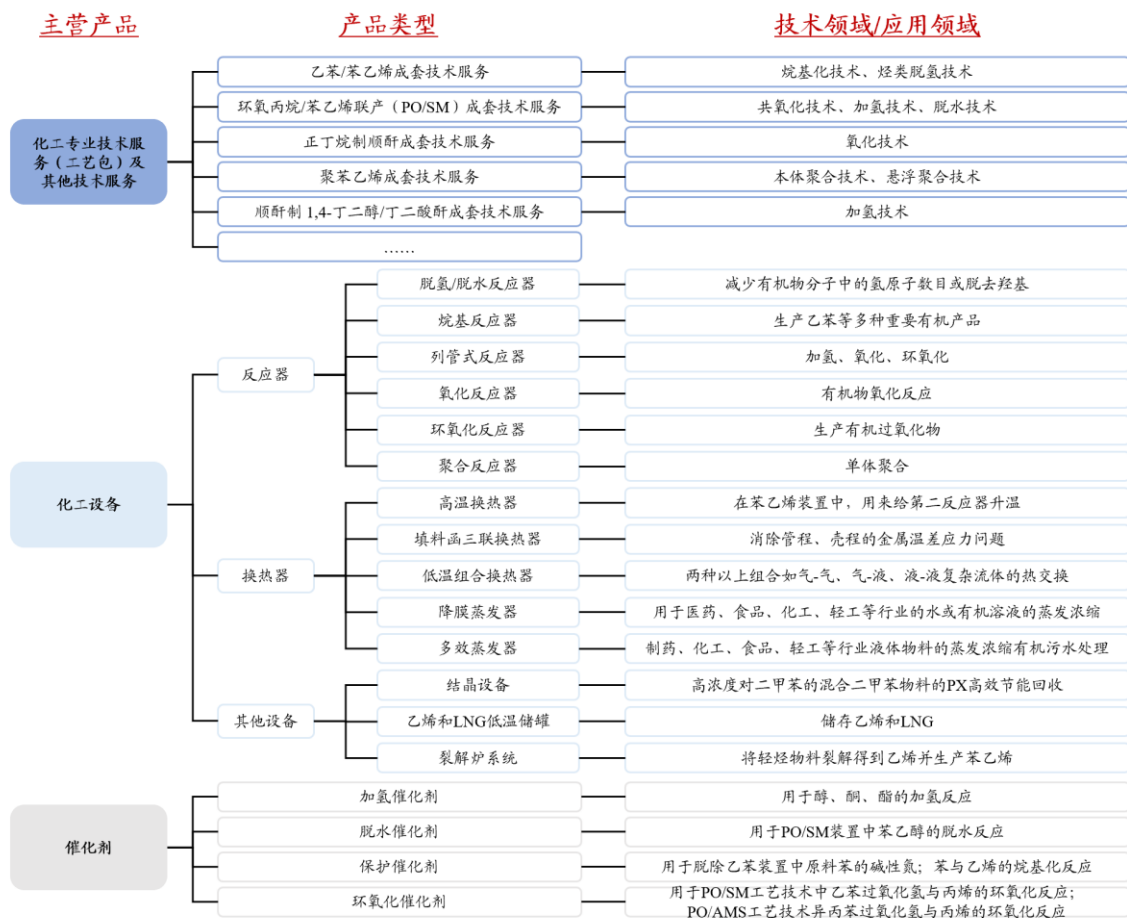 主营产品 产品类型 技术领域/应用领域
化工专业技术服
务（工艺包）及
其他技术服务
乙苯/苯乙烯成套技术服务 烷基化技术、烃类脱氢技术
环氧丙烷/苯乙烯联产（PO/SM）成套技术服务 共氧化技术、加氢技术、脱水技术
正丁烷制顺酐成套技术服务 氧化技术
聚苯乙烯成套技术服务 本体聚合技术、悬浮聚合技术
顺酐制 1,4-丁二醇/丁二酸酐成套技术服务 加氢技术
……
化工设备
反应器
脱氢/脱水反应器 减少有机物分子中的氢原子数目或脱去羟基
烷基反应器 生产乙苯等多种重要有机产品
列管式反应器 加氢、氧化、环氧化
氧化反应器 有机物氧化反应
环氧化反应器 生产有机过氧化物
聚合反应器 单体聚合
换热器
高温换热器 在苯乙烯装置中，用来给第二反应器升温
填料函三联换热器 消除管程、壳程的金属温差应力问题
低温组合换热器 两种以上组合如气-气、气-液、液-液复杂流体的热交换
降膜蒸发器 用于医药、食品、化工、轻工等行业的水或有机溶液的蒸发浓缩
多效蒸发器 制药、化工、食品、轻工等行业液体物料的蒸发浓缩有机污水处理
其他设备
结晶设备 高浓度对二甲苯的混合二甲苯物料的PX高效节能回收
乙烯和LNG低温储罐 储存乙烯和LNG
裂解炉系统 将轻烃物料裂解得到乙烯并生产苯乙烯
催化剂
加氢催化剂 用于醇、酮、酯的加氢反应
脱水催化剂 用于PO/SM装置中苯乙醇的脱水反应
保护催化剂 用于脱除乙苯装置中原料苯的碱性氮；苯与乙烯的烷基化反应
环氧化催化剂 用于PO/SM工艺技术中乙苯过氧化氢与丙烯的环氧化反应；
PO/AMS工艺技术异丙苯过氧化氢与丙烯的环氧化反应